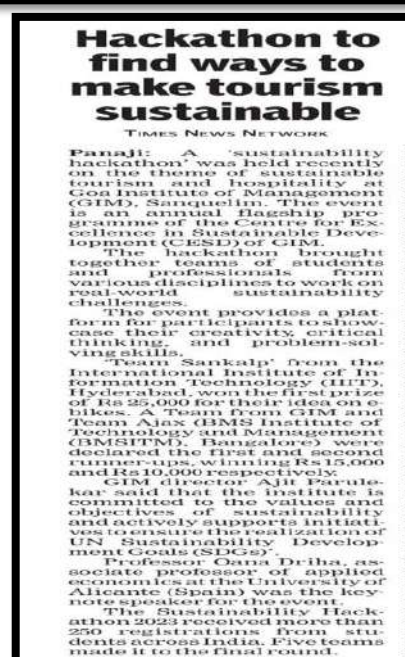 Hackathon to
find ways to
make tourism
sustainable
TIMES NEWS NETWORK
Panaji: A 'sustainability
hackathon' was held recently
on the theme of sustainable
tourism and hospitality at
Goa Institute of Management
(GIM), Sanquelim. The event
is an annual flagship pro-
gramme of the Centre for Ex-
cellence in Sustainable Deve-
lopment (CESD) of GIM.
The hackathon brought
together teams of students
and professionals from
various disciplines to work on
real-world sustainability
challenges.
The event provides a plat-
form for participants to show-
case their creativity, critical
thinking, and problem-sol-
ving skills.
'Team Sankalp' from the
International Institute of In-
formation Technology (IIIT),
Hyderabad, won the first prize
of Rs 25,000 for their idea on e-
bikes. A Team from GIM and
Team Ajax (BMS Institute of
Technology and Management
(BMSITM), Bangalore) were
declared the first and second
runner-ups, winning Rs 15,000
and Rs 10,000 respectively.
GIM director Ajit Parule-
kar said that the institute is
committed to the values and
objectives of sustainability
and actively supports initiati-
ves to ensure the realization of
UN Sustainability Develop-
ment Goals (SDGs)'.
Professor Oana Driha, as-
sociate professor of applied
economics at the University of
Alicante (Spain) was the key-
note speaker for the event.
The Sustainability Hack-
athon 2023 received more than
250 registrations from stu-
dents across India. Five teams
made it to the final round.